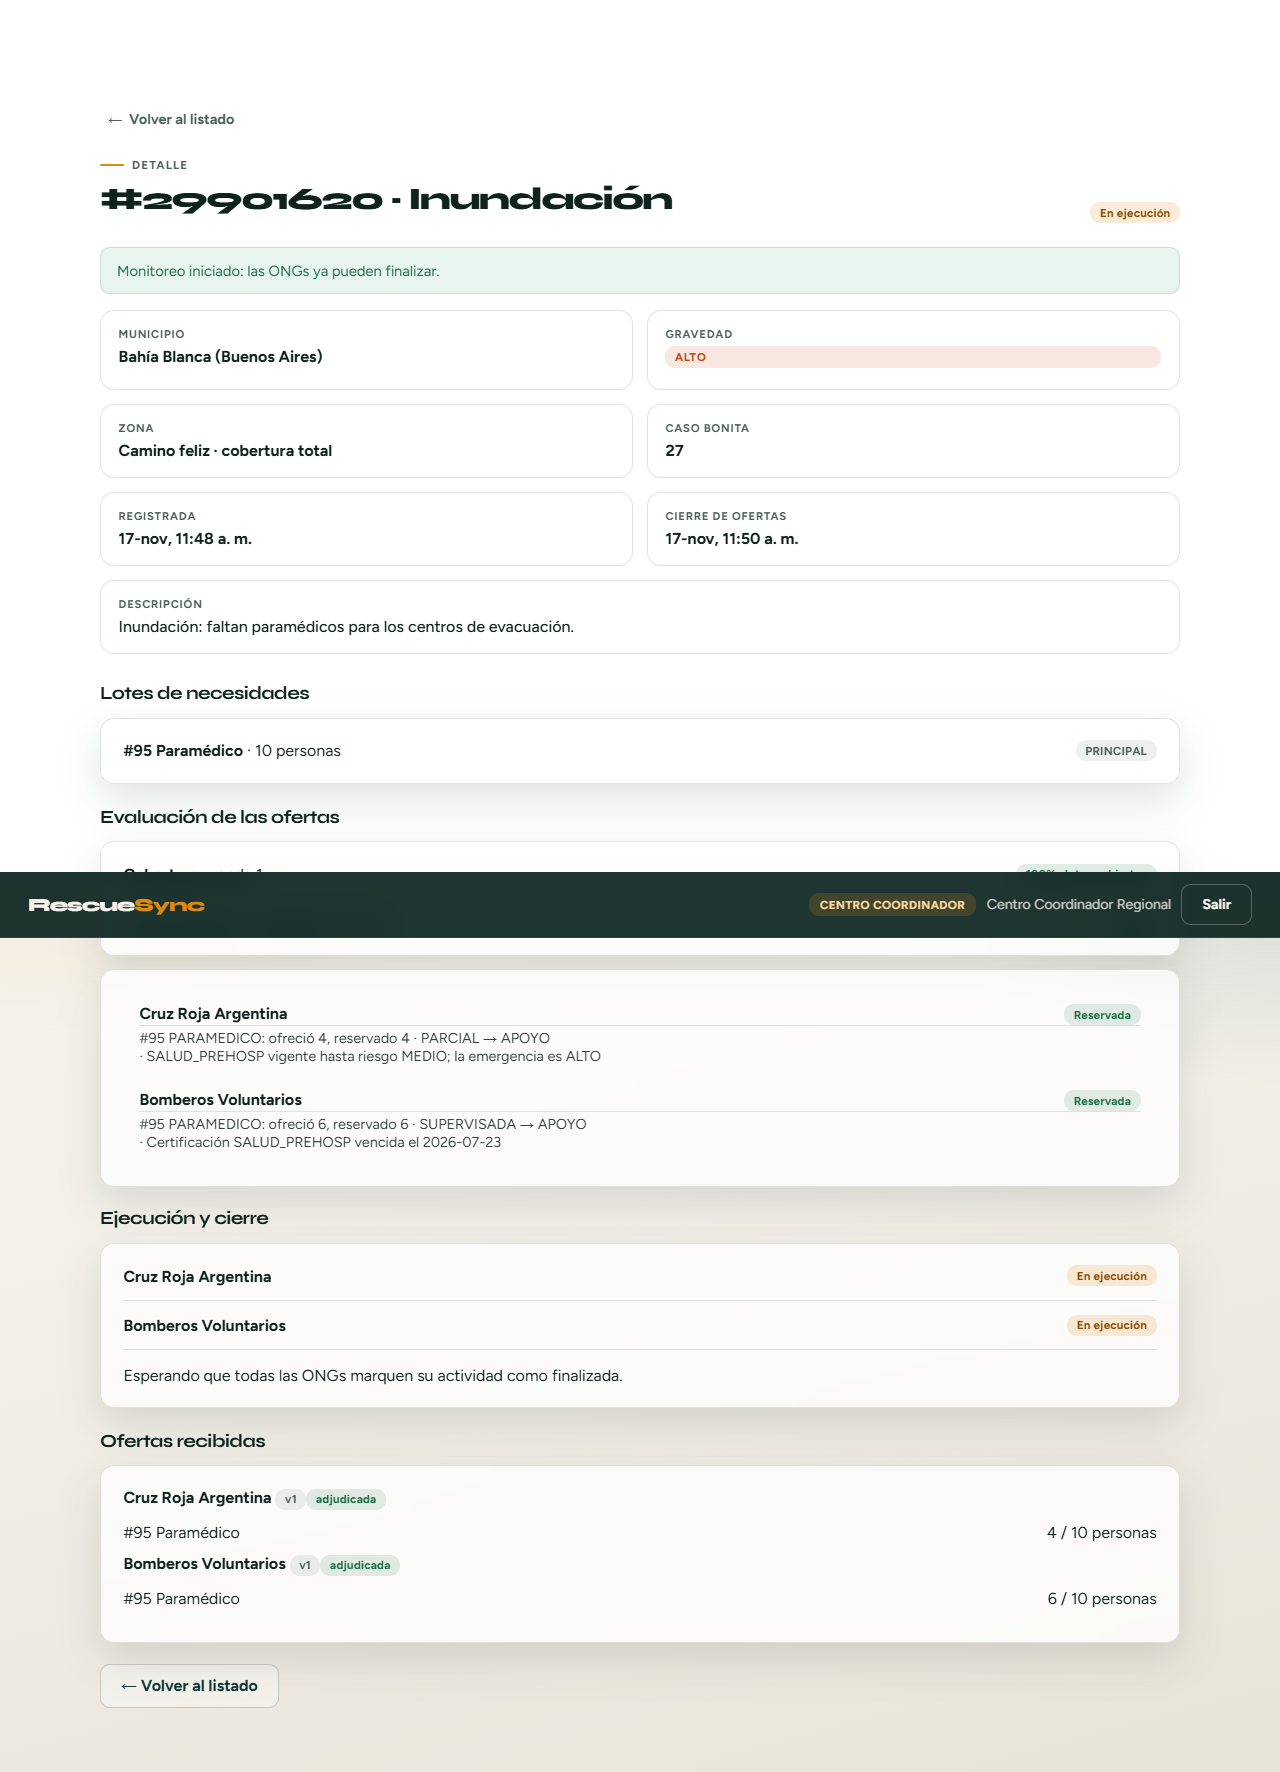 ← Volver al listado
DETALLE
#29901620 · Inundación
En ejecución
Monitoreo iniciado: las ONGs ya pueden finalizar.
MUNICIPIO
Bahía Blanca (Buenos Aires)
GRAVEDAD
ALTO
ZONA
Camino feliz · cobertura total
CASO BONITA
27
REGISTRADA
17-nov, 11:48 a. m.
CIERRE DE OFERTAS
17-nov, 11:50 a. m.
DESCRIPCIÓN
Inundación: faltan paramédicos para los centros de evacuación.
Lotes de necesidades
#95 Paramédico · 10 personas
PRINCIPAL
Evaluación de las ofertas
RescueSync
CENTRO COORDINADOR
Centro Coordinador Regional
Salir
Cruz Roja Argentina
Reservada
#95 PARAMEDICO: ofreció 4, reservado 4 · PARCIAL → APOYO
· SALUD_PREHOSP vigente hasta riesgo MEDIO; la emergencia es ALTO
Bomberos Voluntarios
Reservada
#95 PARAMEDICO: ofreció 6, reservado 6 · SUPERVISADA → APOYO
· Certificación SALUD_PREHOSP vencida el 2026-07-23
Ejecución y cierre
Cruz Roja Argentina
En ejecución
Bomberos Voluntarios
En ejecución
Esperando que todas las ONGs marquen su actividad como finalizada.
Ofertas recibidas
Cruz Roja Argentina v1 adjudicada
#95 Paramédico
4 / 10 personas
Bomberos Voluntarios v1 adjudicada
#95 Paramédico
6 / 10 personas
← Volver al listado